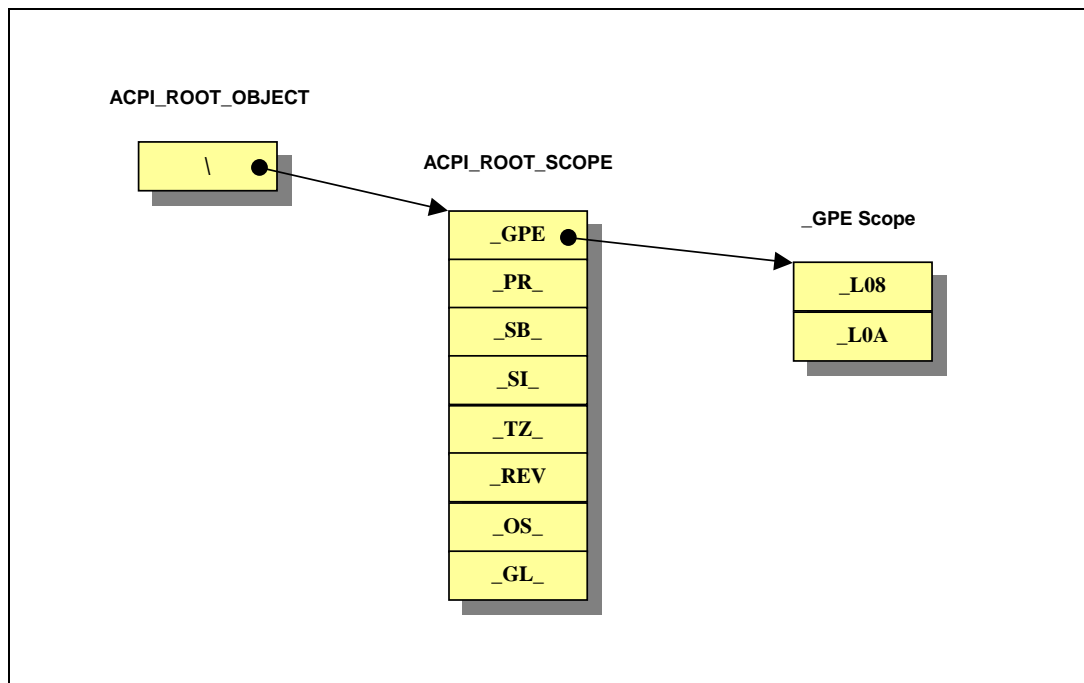 ACPI_ROOT_OBJECT
\
ACPI_ROOT_SCOPE
_GPE
_PR_
_SB_
_SI_
_TZ_
_REV
_OS_
_GL_
_GPE Scope
_L08
_L0A